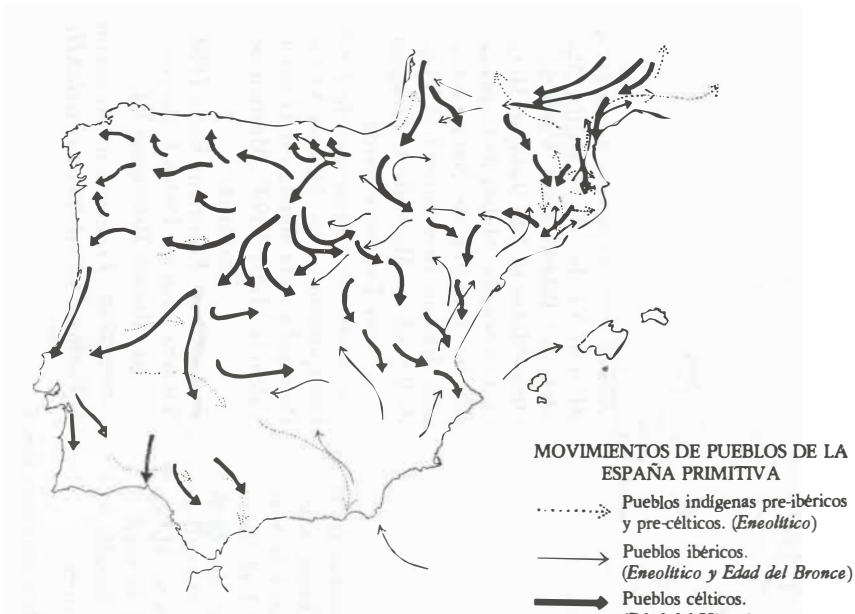 MOVIMIENTOS DE PUEBLOS DE LA
ESPAÑA PRIMITIVA
Pueblos indígenas pre-ibéricos
y pre-célticos. (Eneolítico)
Pueblos ibéricos.
(Eneolítico y Edad del Bronce)
Pueblos célticos.